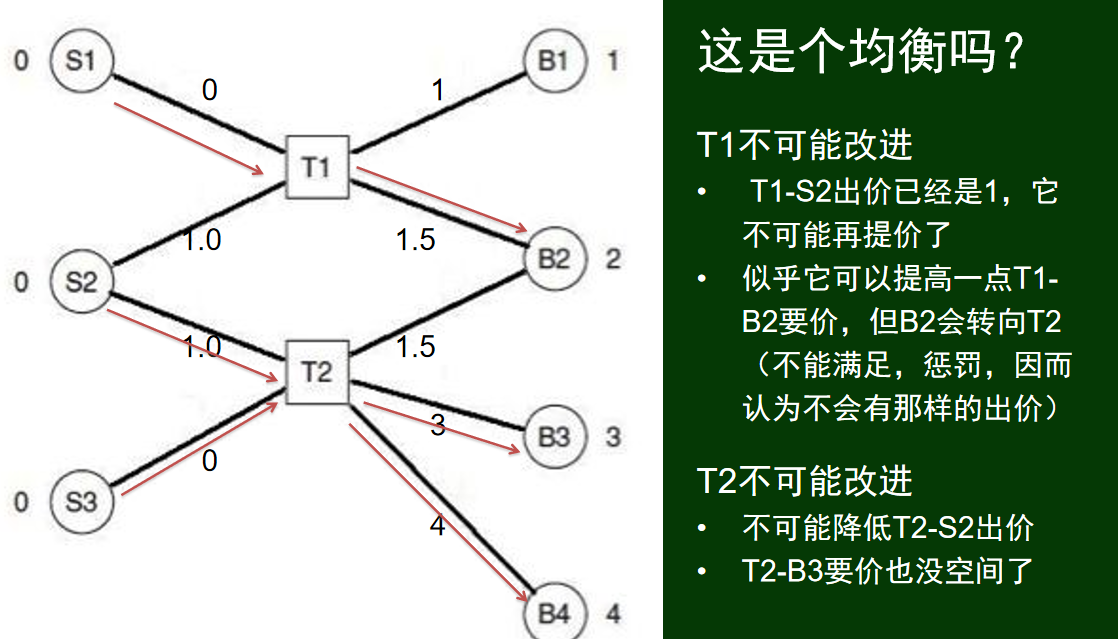 0
S1
0
1
B1
1
T1
1.0
1.5
B2
2
0
S2
1.0
1.5
T2
3
B3
3
0
0
S3
4
B4
4
这是个均衡吗？
T1不可能改进
• T1-S2出价已经是1，它
不可能再提价了
• 似乎它可以提高一点T1-
B2要价，但B2会转向T2
（不能满足，惩罚，因而
认为不会有那样的出价）
T2不可能改进
• 不可能降低T2-S2出价
• T2-B3要价也没空间了